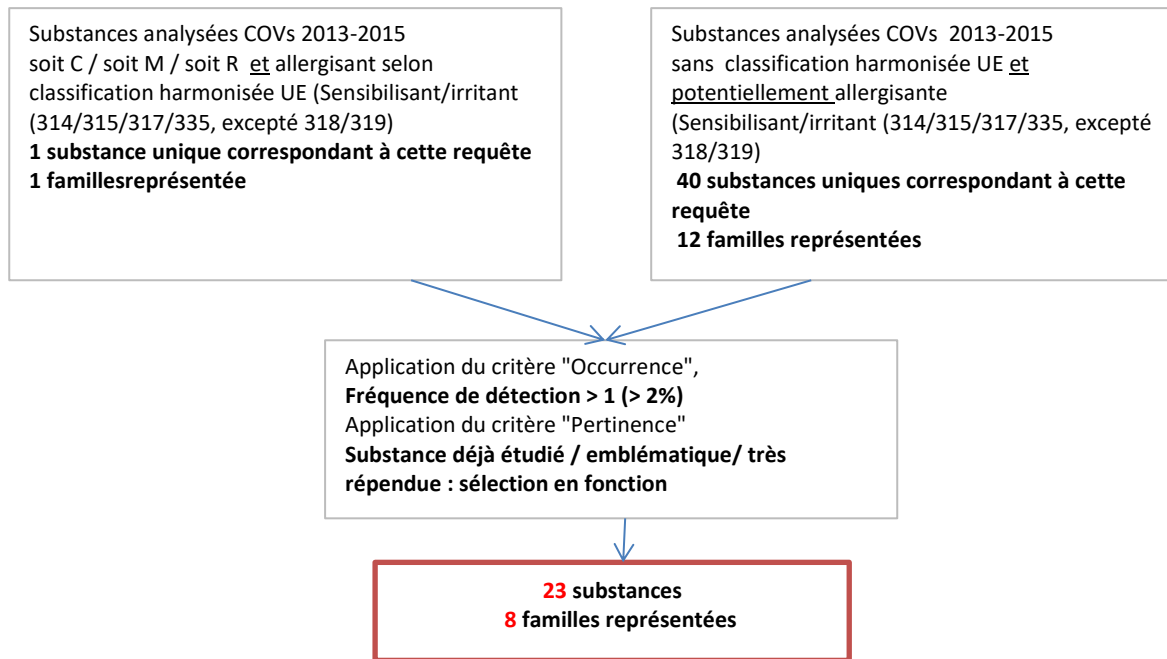 Substances analysées COVs 2013-2015
soit C / soit M / soit R et allergisant selon
classification harmonisée UE (Sensibilisant/irritant
(314/315/317/335, excepté 318/319)
1 substance unique correspondant à cette requête
1 famillesreprésentée
Substances analysées COVs 2013-2015
sans classification harmonisée UE et
potentiellement allergisante
(Sensibilisant/irritant (314/315/317/335, excepté
318/319)
40 substances uniques correspondant à cette
requête
12 familles représentées
Application du critère "Occurrence",
Fréquence de détection > 1 (> 2%)
Application du critère "Pertinence"
Substance déjà étudié / emblématique/ très
répendue : sélection en fonction
23 substances
8 familles représentées